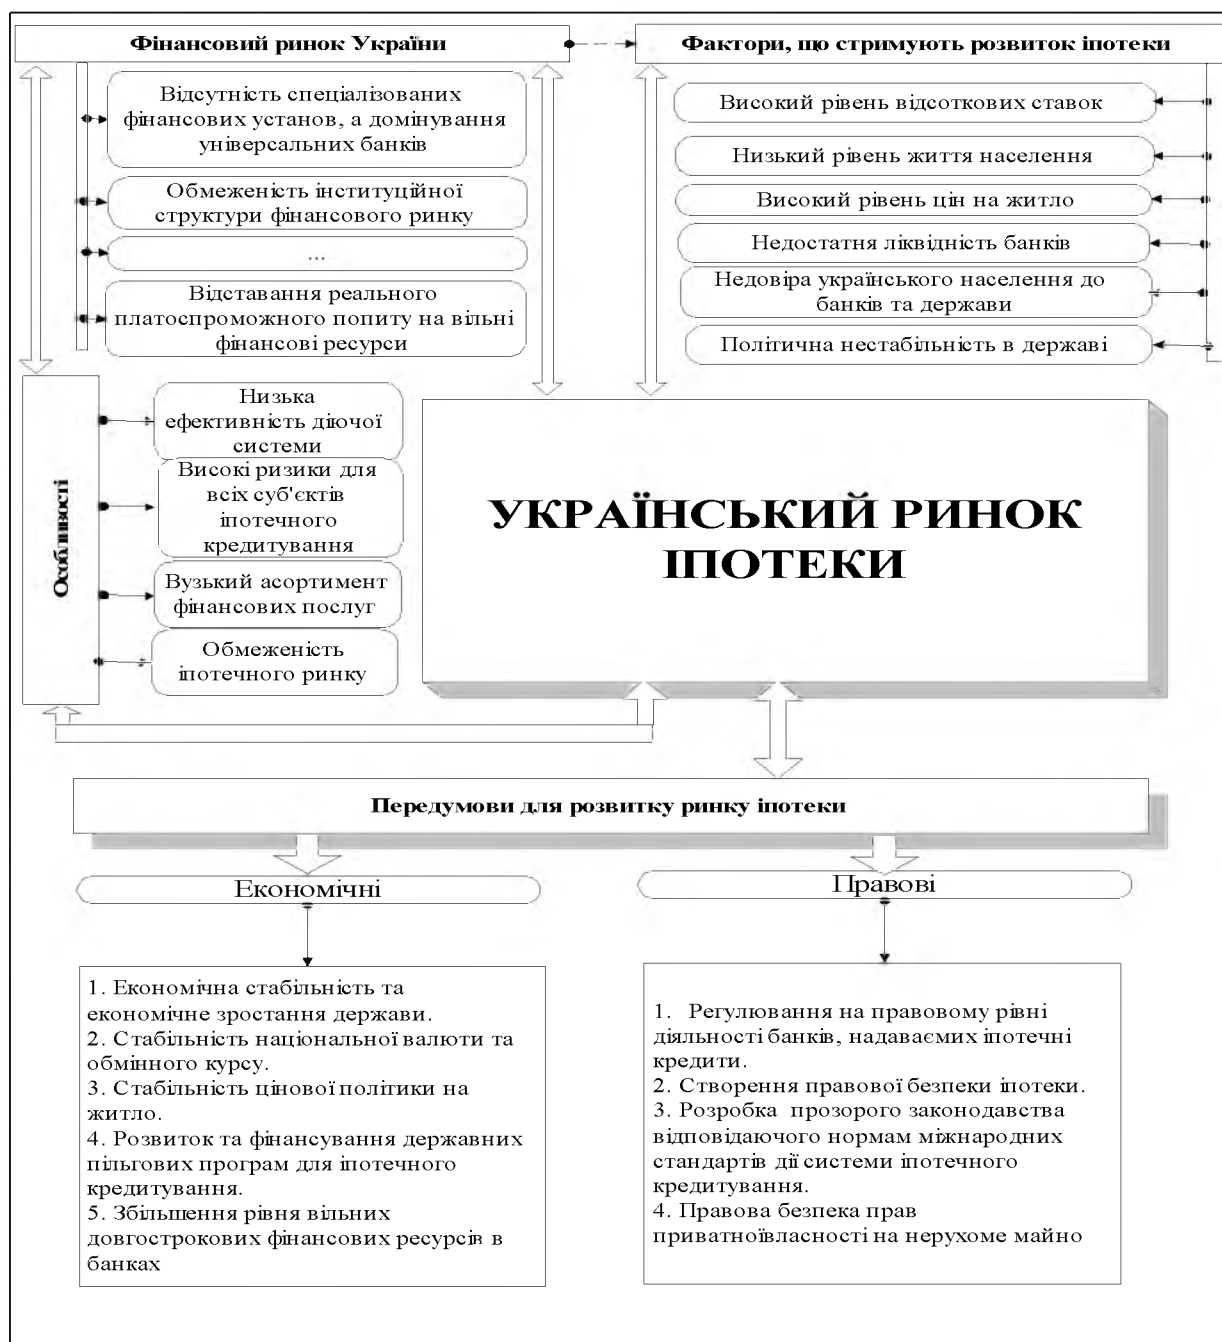 Фінансовий ринок України
Фактори, що стримують розвиток іпотеки
Відсутність спеціалізованих
фінансових установ, а домінування
універсальних банків
Обмеженість інституційної
структури фінансового ринку
...
Відставання реального
платоспроможного попиту на вільні
фінансові ресурси
Високий рівень відсоткових ставок
Низький рівень життя населення
Високий рівень цін на житло
Недостатня ліквідність банків
Недовіра українського населення до
банків та держави
Політична нестабільність в державі
Особливості
Низька
ефективність діючої
системи
Високі ризики для
всіх суб'єктів
іпотечного
кредитування
Вузький асортимент
фінансових послуг
Обмеженість
іпотечного ринку
УКРАЇНСЬКИЙ РИНОК
ІПОТЕКИ
Передумови для розвитку ринку іпотеки
Економічні
Правові
1. Економічна стабільність та
економічне зростання держави.
2. Стабільність національної валюти та
обмінного курсу.
3. Стабільність цінової політики на
житло.
4. Розвиток та фінансування державних
пільгових програм для іпотечного
кредитування.
5. Збільшення рівня вільних
довгострокових фінансових ресурсів в
банках
1. Регулювання на правовому рівні
діяльності банків, надаваємих іпотечні
кредити.
2. Створення правової безпеки іпотеки.
3. Розробка прозорого законодавства
відповідаючого нормам міжнародних
стандартів дії системи іпотечного
кредитування.
4. Правова безпека прав
приватноївласності на нерухоме майно